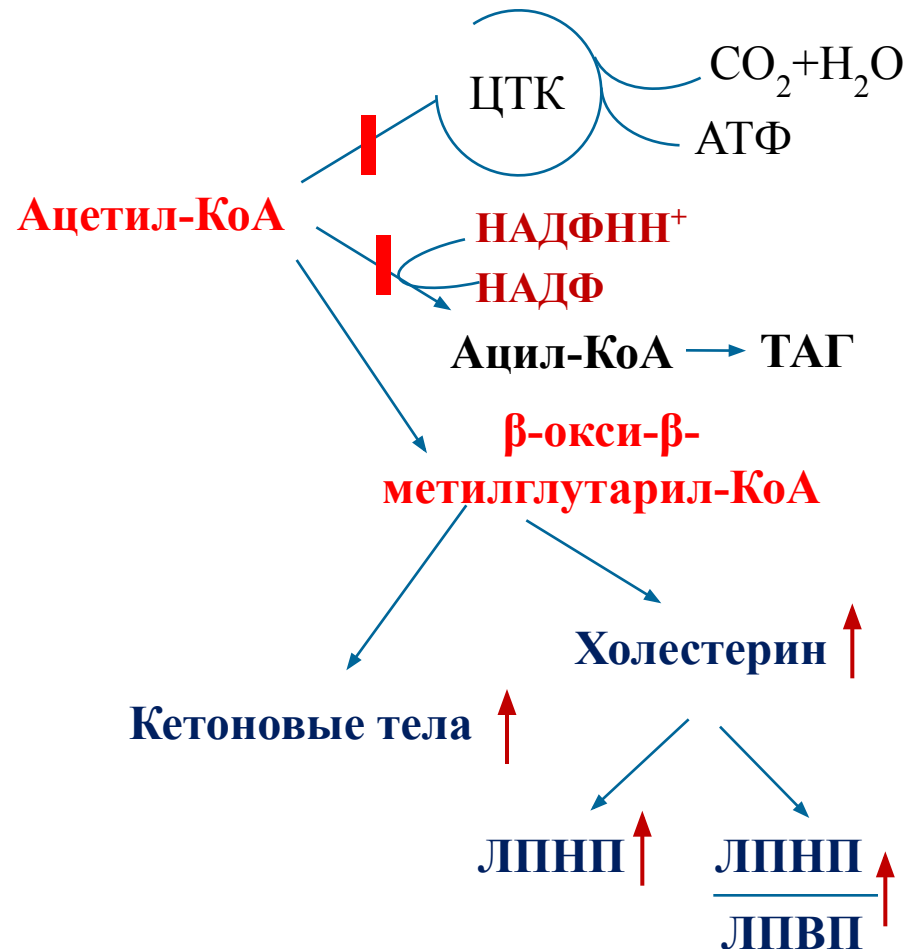 ЦТК
CO₂+H₂O
АТФ
Ацетил-КоА
НАДФНН⁺
НАДФ
Ацил-КоА
ТАГ
β-окси-β-
метилглутарил-КоА
Холестерин
Кетоновые тела
ЛПНП
ЛПНП
ЛПВП